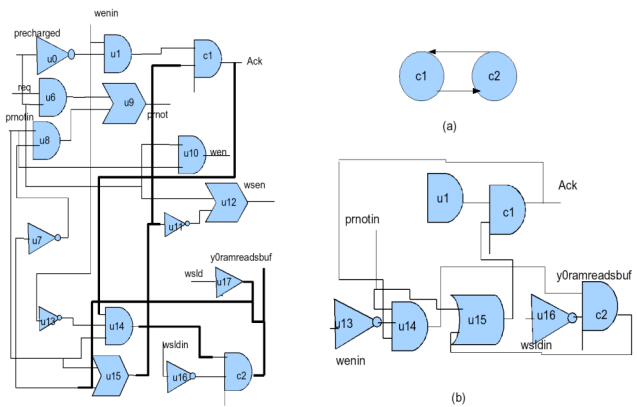 wenin
precharged
u0
u1
c1
Ack
req
u6
u9
prnot
prnotin
u8
u10
wen
wsen
u12
u11
u7
y0ramreadsbuf
wsld
u17
u13
u14
wsldin
u15
u16
c2
c1
c2
(a)
Ack
u1
c1
prnotin
y0ramreadsbuf
u13
u14
u15
u16
c2
wenin
wsldin
(b)